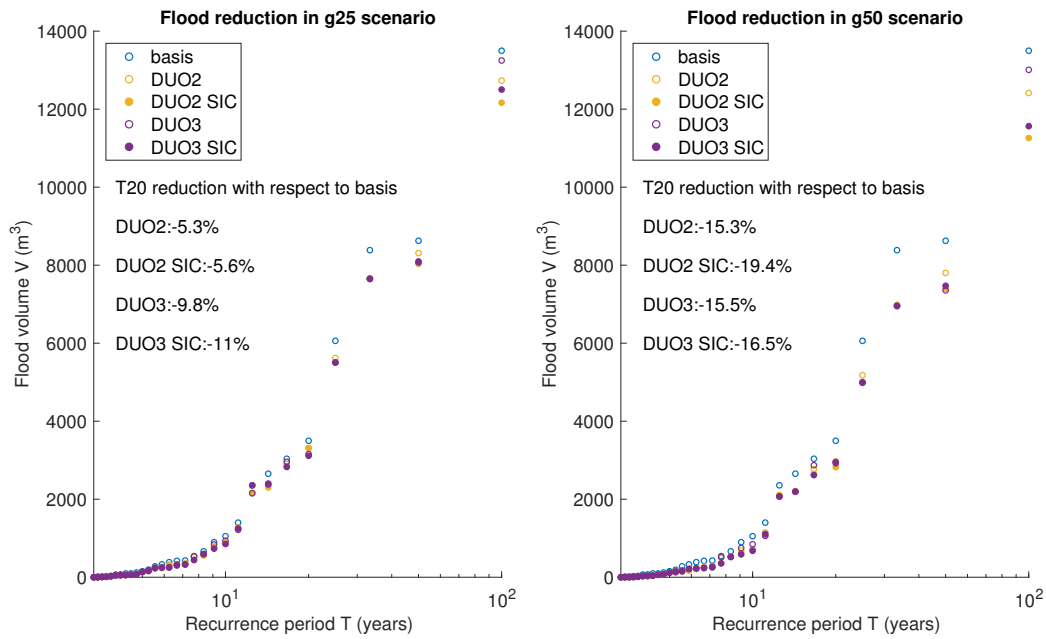 Flood reduction in g25 scenario
14000
12000
10000
8000
6000
4000
2000
0
Flood volume V (m³)
basis
DUO2
DUO2 SIC
DUO3
DUO3 SIC
T20 reduction with respect to basis
DUO2:-5.3%
DUO2 SIC:-5.6%
DUO3:-9.8%
DUO3 SIC:-11%
10¹
10²
Recurrence period T (years)
Flood reduction in g50 scenario
14000
12000
10000
8000
6000
4000
2000
0
Flood volume V (m³)
basis
DUO2
DUO2 SIC
DUO3
DUO3 SIC
T20 reduction with respect to basis
DUO2:-15.3%
DUO2 SIC:-19.4%
DUO3:-15.5%
DUO3 SIC:-16.5%
10¹
10²
Recurrence period T (years)